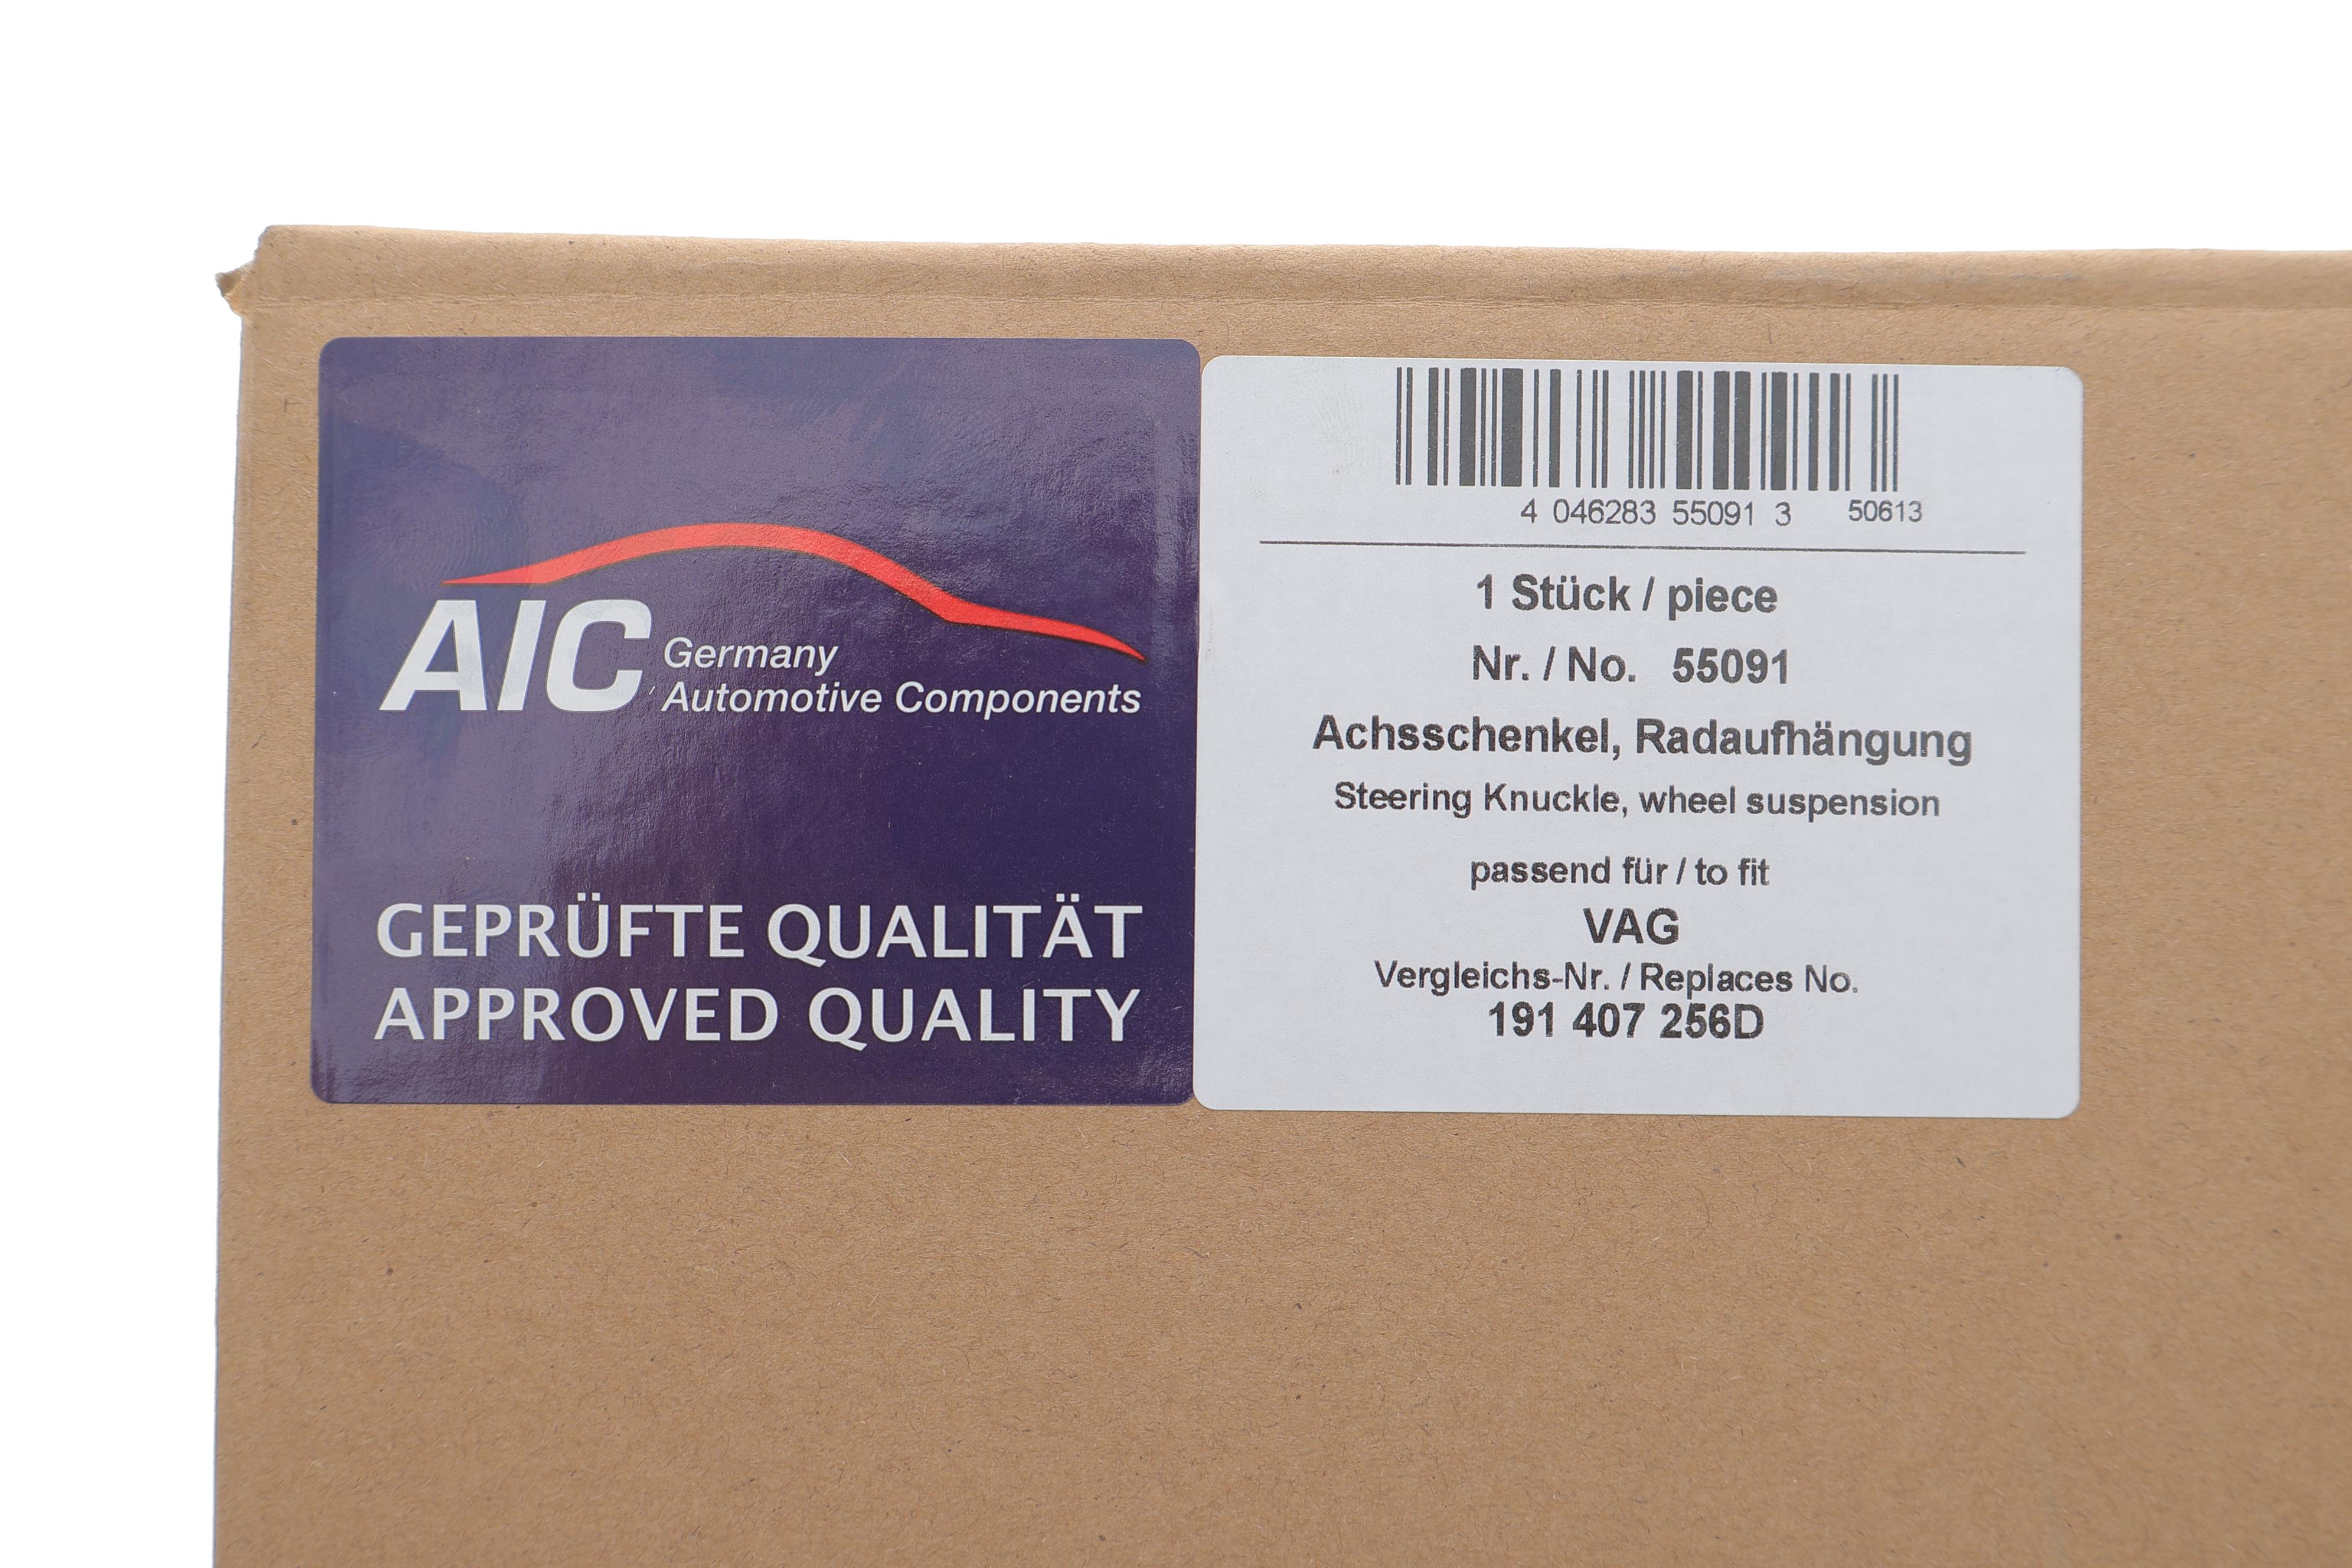 AIC Germany
Automotive Components
GEPRÜFTE QUALITÄT
APPROVED QUALITY
4 046283 55091 3 50613
1 Stück / piece
Nr. / No. 55091
Achsschenkel, Radaufhängung
Steering Knuckle, wheel suspension
passend für / to fit
VAG
Vergleichs-Nr. / Replaces No.
191 407 256D